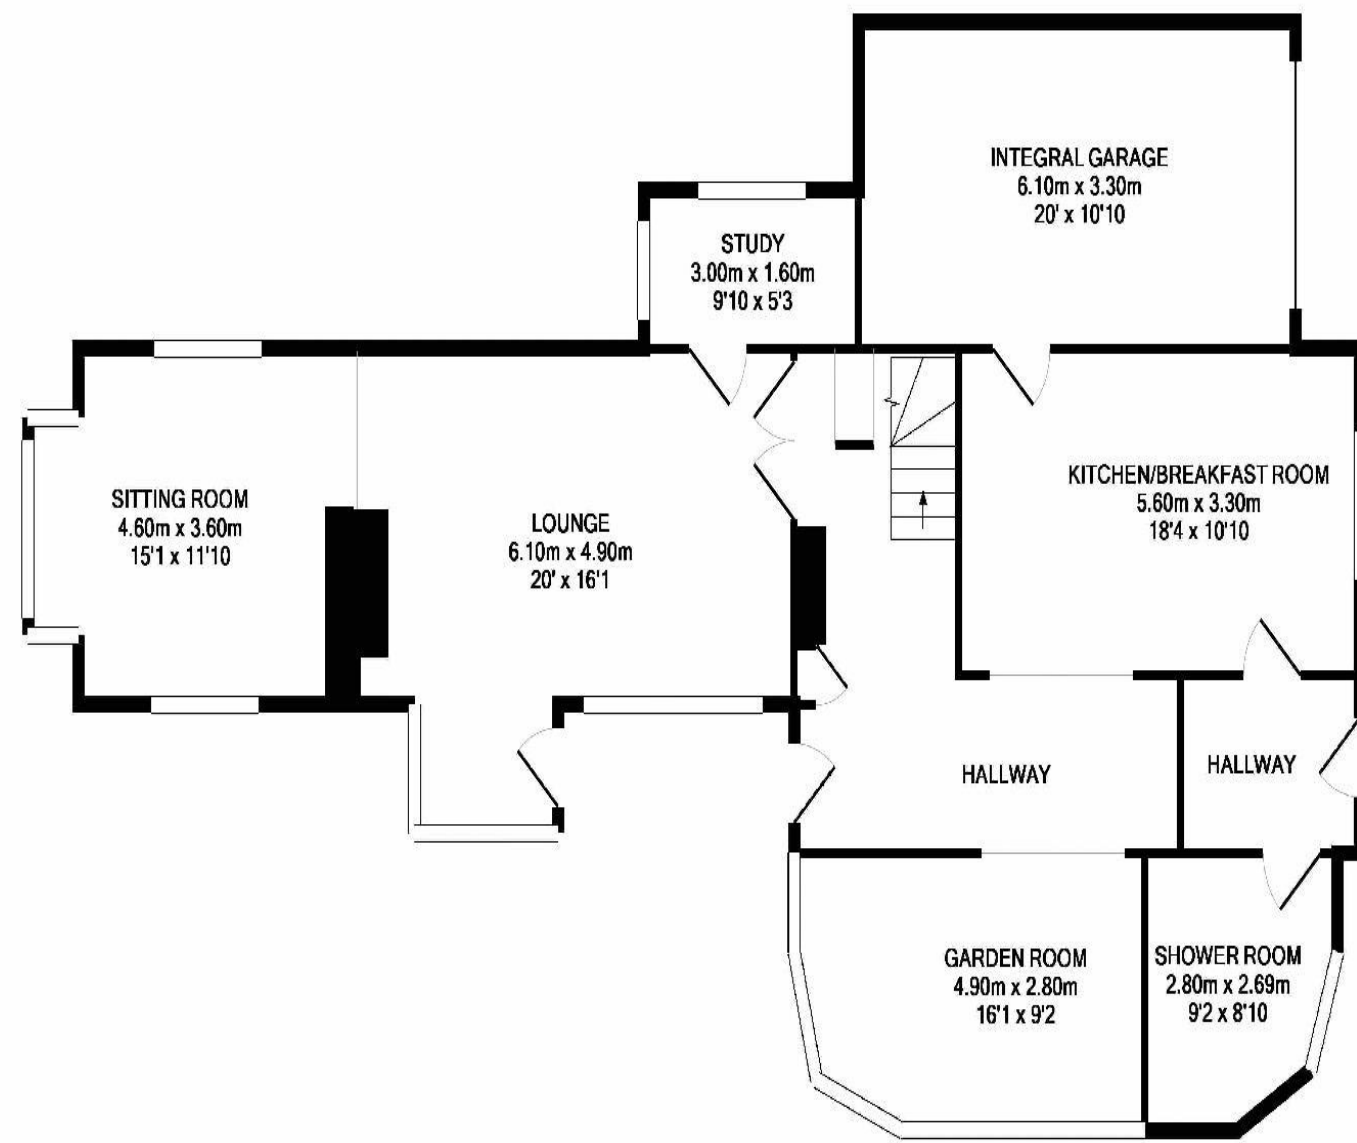 INTEGRAL GARAGE
6.10m x 3.30m
20' x 10'10
STUDY
3.00m x 1.60m
9'10 x 5'3
SITTING ROOM
4.60m x 3.60m
15'1 x 11'10
LOUNGE
6.10m x 4.90m
20' x 16'1
KITCHEN/BREAKFAST ROOM
5.60m x 3.30m
18'4 x 10'10
HALLWAY
HALLWAY
GARDEN ROOM
4.90m x 2.80m
16'1 x 9'2
SHOWER ROOM
2.80m x 2.69m
9'2 x 8'10